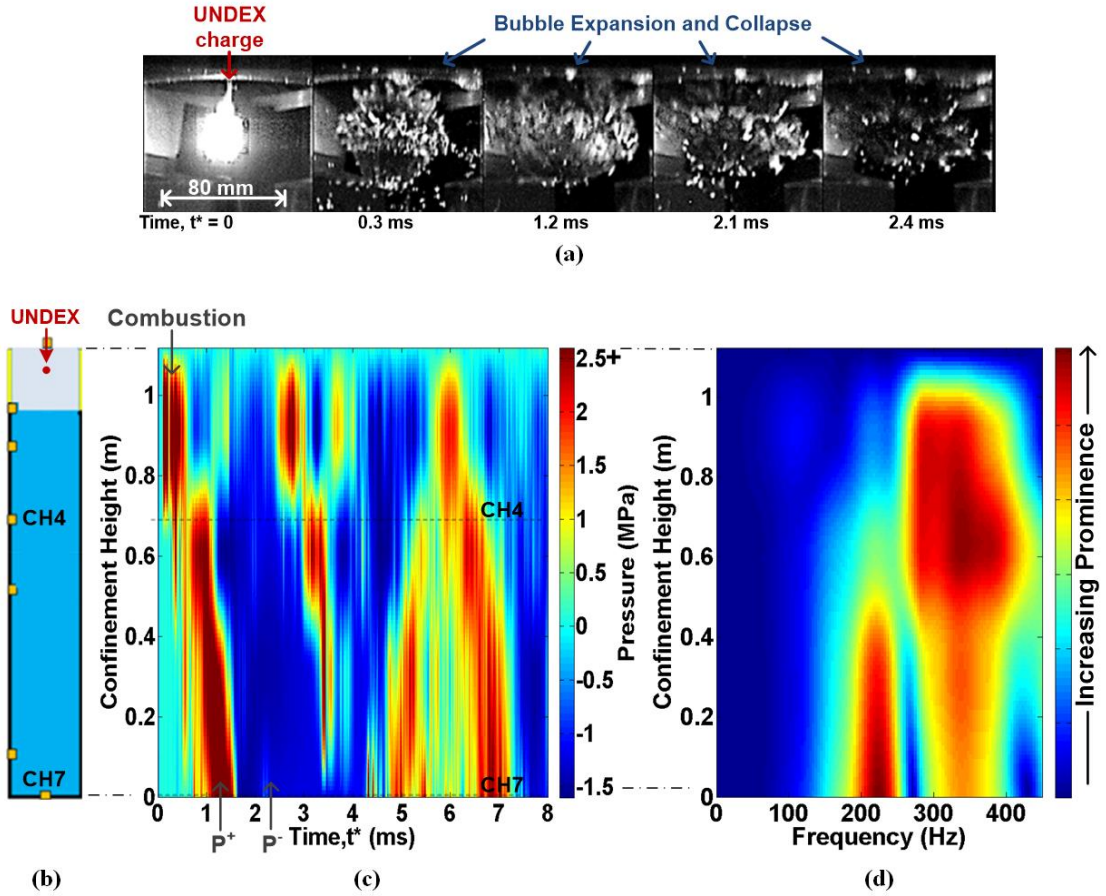 UNDEX
charge
Bubble Expansion and Collapse
80 mm
Time, t* = 0
0.3 ms
1.2 ms
2.1 ms
2.4 ms
(a)
UNDEX
Combustion
CH4
CH7
(b)
Confinement Height (m)
1
0.8
0.6
0.4
0.2
0
CH4
CH7
0 1 2 3 4 5 6 7 8
P+
P-
Time,t* (ms)
(c)
2.5+
2
1.5
1
0.5
0
-0.5
-1
-1.5
Pressure (MPa)
Confinement Height (m)
1
0.8
0.6
0.4
0.2
0
0 100 200 300 400
Frequency (Hz)
(d)
Increasing Prominence